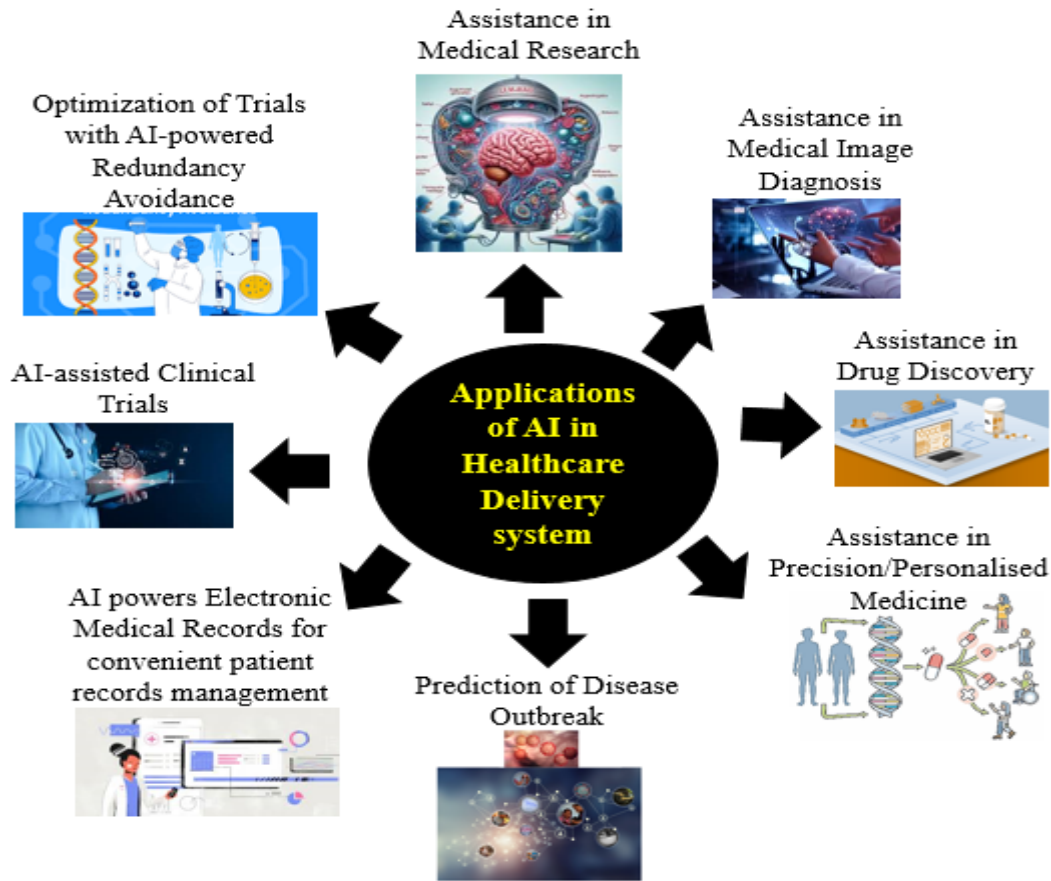 Assistance in
Medical Research
Optimization of Trials
with AI-powered
Redundancy
Avoidance
Assistance in
Medical Image
Diagnosis
AI-assisted Clinical
Trials
Applications
of AI in
Healthcare
Delivery
system
Assistance in
Drug Discovery
AI powers Electronic
Medical Records for
convenient patient
records management
Prediction of Disease
Outbreak
Assistance in
Precision/Personalised
Medicine